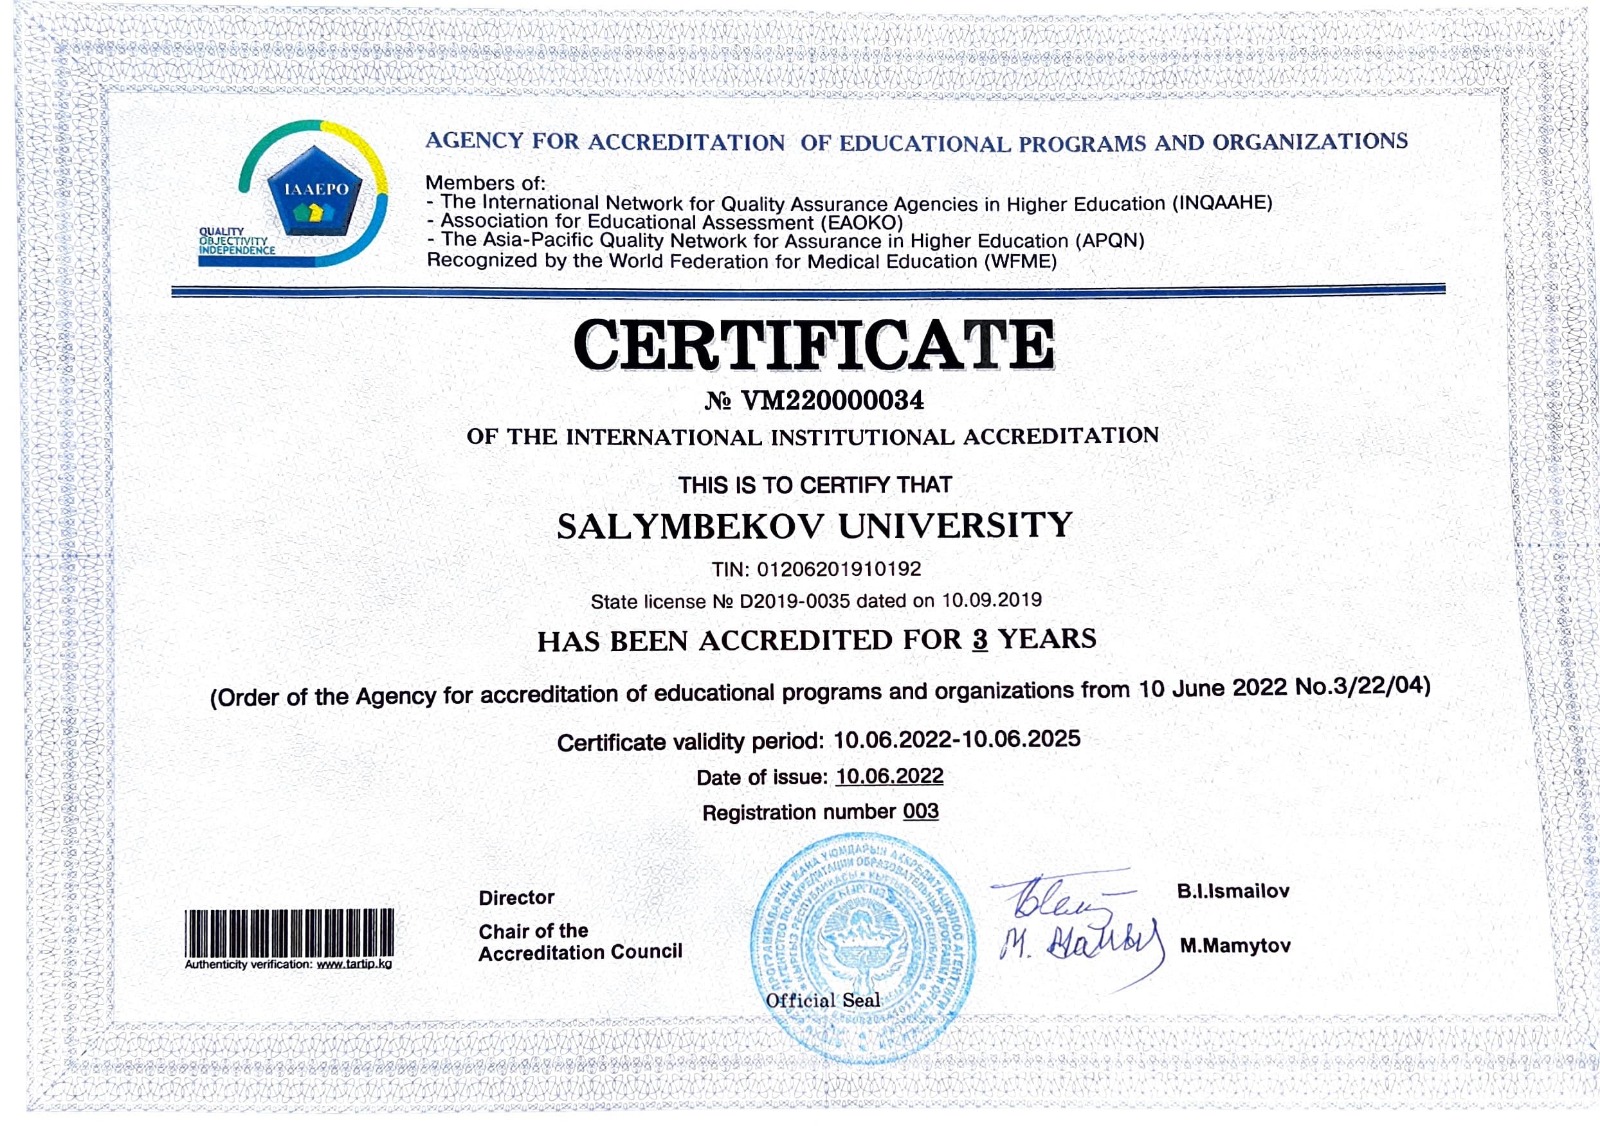 AGENCY FOR ACCREDITATION OF EDUCATIONAL PROGRAMS AND ORGANIZATIONS
IAAEPO
QUALITY
OBJECTIVITY
INDEPENDENCE
Members of:
- The International Network for Quality Assurance Agencies in Higher Education (INQAAHE)
- Association for Educational Assessment (EAOKO)
- The Asia-Pacific Quality Network for Assurance in Higher Education (APQN)
Recognized by the World Federation for Medical Education (WFME)
CERTIFICATE
№ VM220000034
OF THE INTERNATIONAL INSTITUTIONAL ACCREDITATION
THIS IS TO CERTIFY THAT
SALYMBEKOV UNIVERSITY
TIN: 01206201910192
State license № D2019-0035 dated on 10.09.2019
HAS BEEN ACCREDITED FOR 3 YEARS
(Order of the Agency for accreditation of educational programs and organizations from 10 June 2022 No.3/22/04)
Certificate validity period: 10.06.2022-10.06.2025
Date of issue: 10.06.2022
Registration number 003
Director
B.I.Ismailov
Chair of the
Accreditation Council
M.Mamytov
Authenticity verification: www.tartip.kg
Official Seal